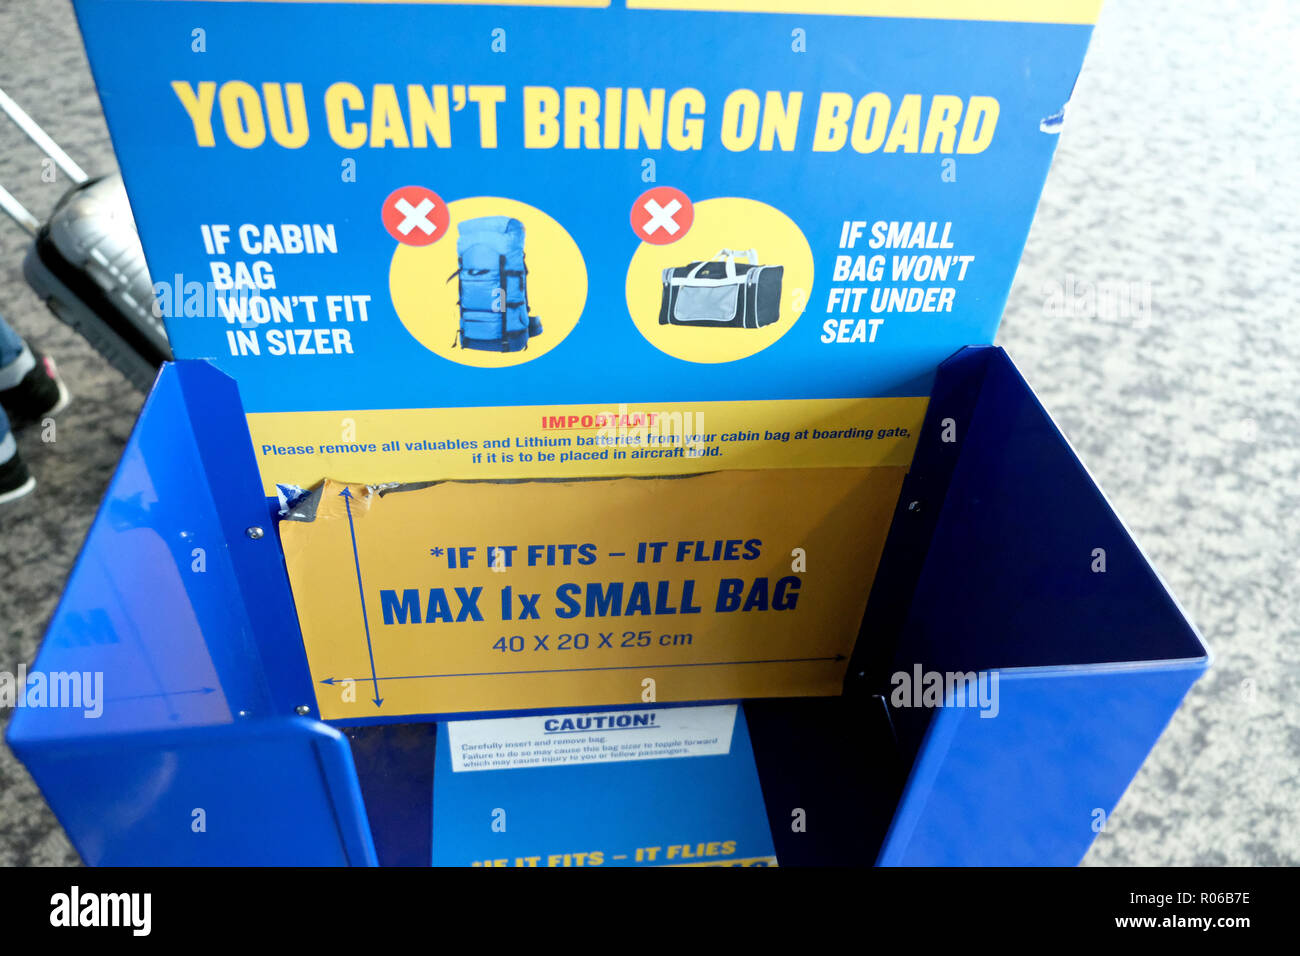 YOU CAN'T BRING ON BOARD
IF CABIN
BAG
WON'T FIT
IN SIZER
IF SMALL
BAG WON'T
FIT UNDER
SEAT
IMPORTANT
Please remove all valuables and Lithium batteries from your cabin bag at boarding gate,
if it is to be placed in aircraft hold.
*IF IT FITS – IT FLIES
MAX 1x SMALL BAG
40 X 20 X 25 cm
CAUTION!
Carefully insert and remove bag.
Failure to do so may cause this bag sizer to topple forward
which may cause injury to you or fellow passengers.
*IF IT FITS – IT FLIES
alamy
Image ID: R06B7E
www.alamy.com